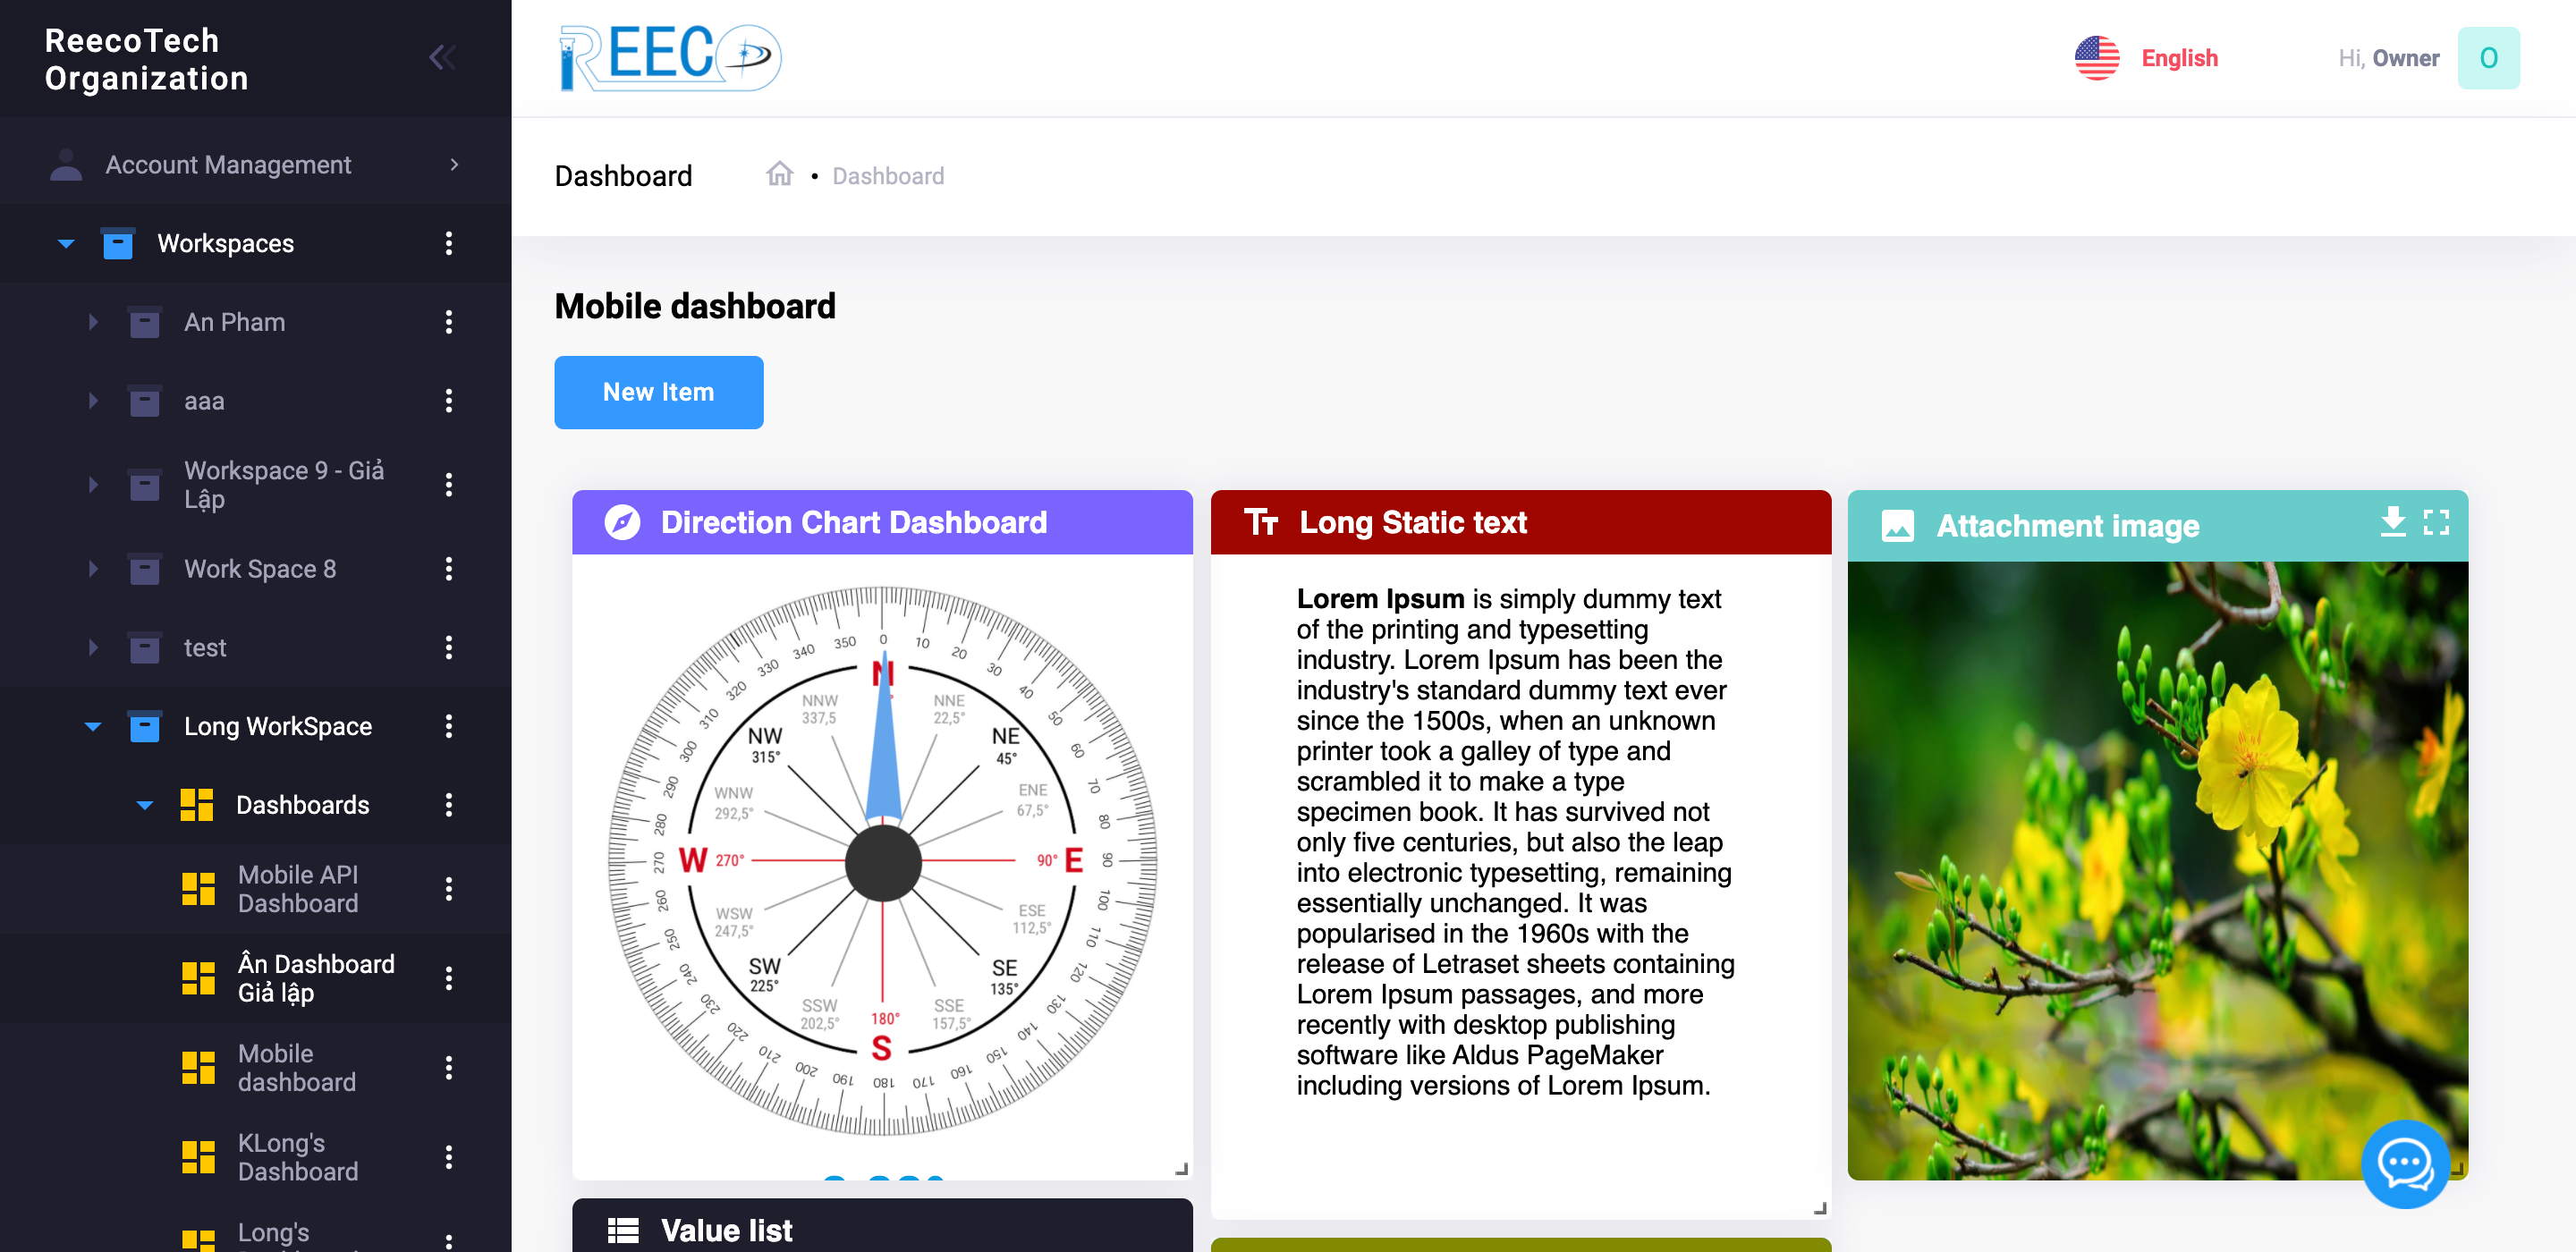 ReecoTech
Organization
Account Management
Workspaces
An Pham
aaa
Workspace 9 - Giả
Lập
Work Space 8
test
Long WorkSpace
Dashboards
Mobile API
Dashboard
Ân Dashboard
Giả lập
Mobile
dashboard
KLong's
Dashboard
Long's
REECO
English
Hi, Owner
O
Dashboard
• Dashboard
Mobile dashboard
New Item
Direction Chart Dashboard
0 10 20 30 40 50 60 70 80 90 100 110 120 130 140 150 160 170 180 190 200 210 220 230 240 250 260 270 280 290 300 310 320 330 340 350
N
NNW
337,5
NNE
22,5°
NW
315°
NE
45°
WNW
292,5°
ENE
67,5°
W 270°
90° E
WSW
247,5°
ESE
112,5°
SW
225°
SE
135°
SSW
202,5°
SSE
157,5°
180°
S
Value list
Long Static text
Lorem Ipsum is simply dummy text
of the printing and typesetting
industry. Lorem Ipsum has been the
industry's standard dummy text ever
since the 1500s, when an unknown
printer took a galley of type and
scrambled it to make a type
specimen book. It has survived not
only five centuries, but also the leap
into electronic typesetting, remaining
essentially unchanged. It was
popularised in the 1960s with the
release of Letraset sheets containing
Lorem Ipsum passages, and more
recently with desktop publishing
software like Aldus PageMaker
including versions of Lorem Ipsum.
Attachment image